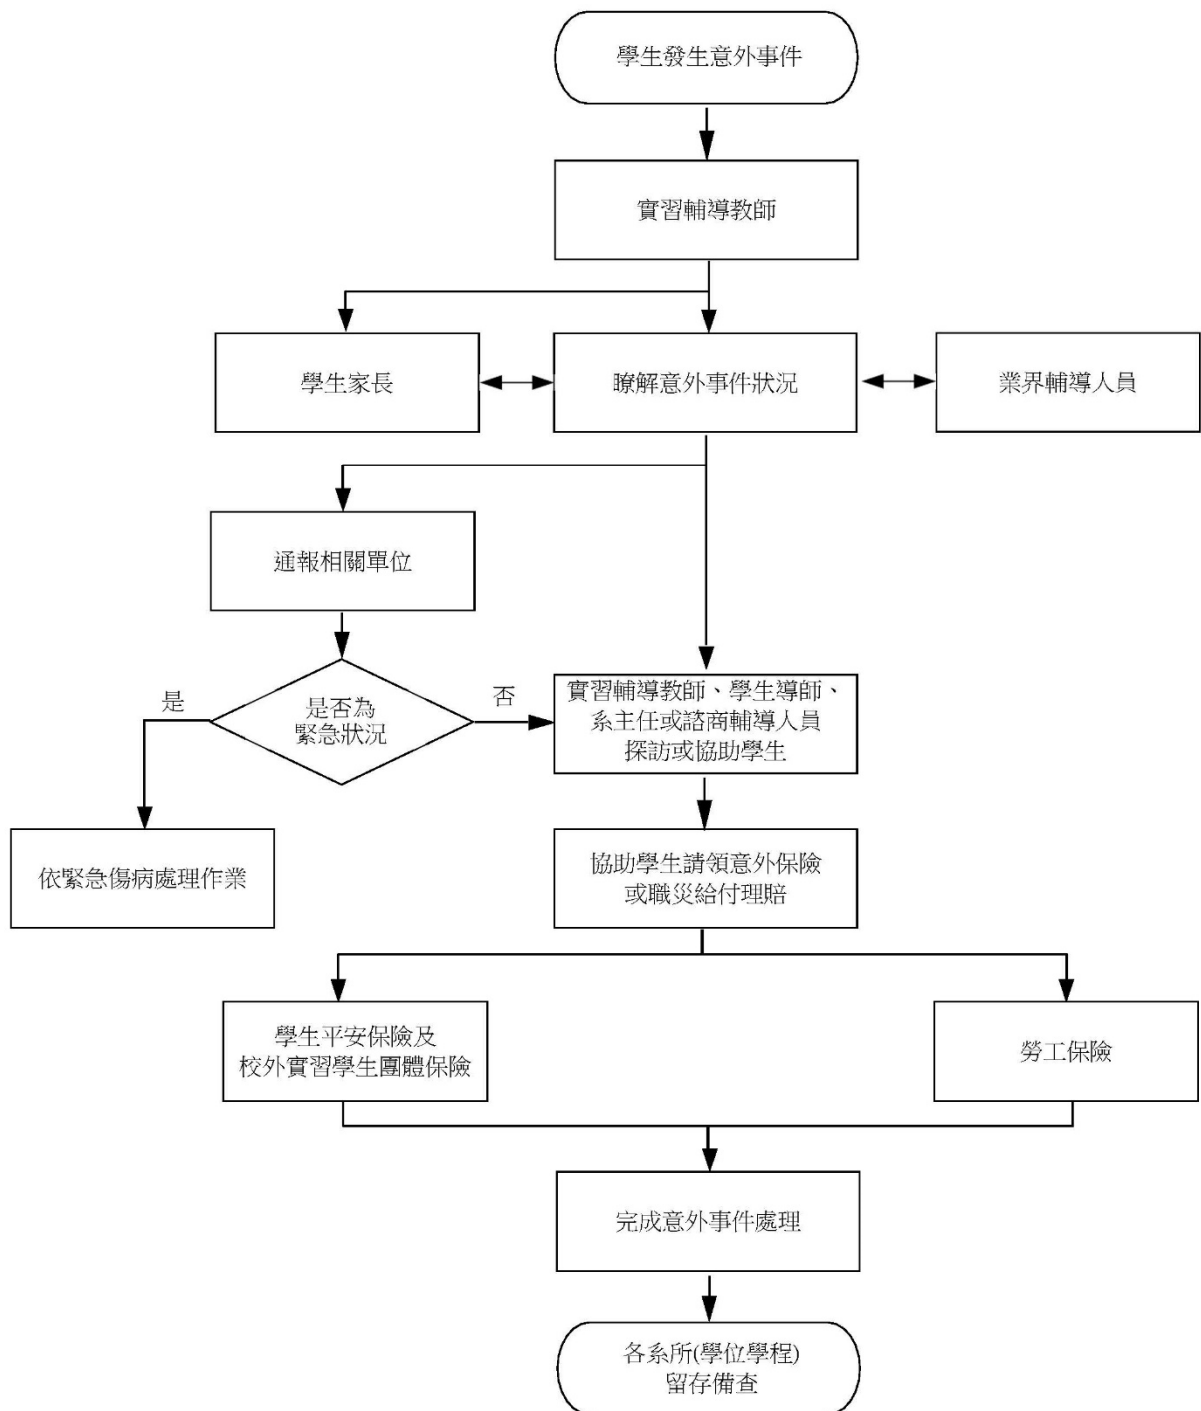 學生發生意外事件
實習輔導教師
學生家長
瞭解意外事件狀況
業界輔導人員
通報相關單位
是
是否為
緊急狀況
否
實習輔導教師、學生導師、
系主任或諮商輔導人員
探訪或協助學生
依緊急傷病處理作業
協助學生請領意外保險
或職災給付理賠
學生平安保險及
校外實習學生團體保險
勞工保險
完成意外事件處理
各系所(學位學程)
留存備查